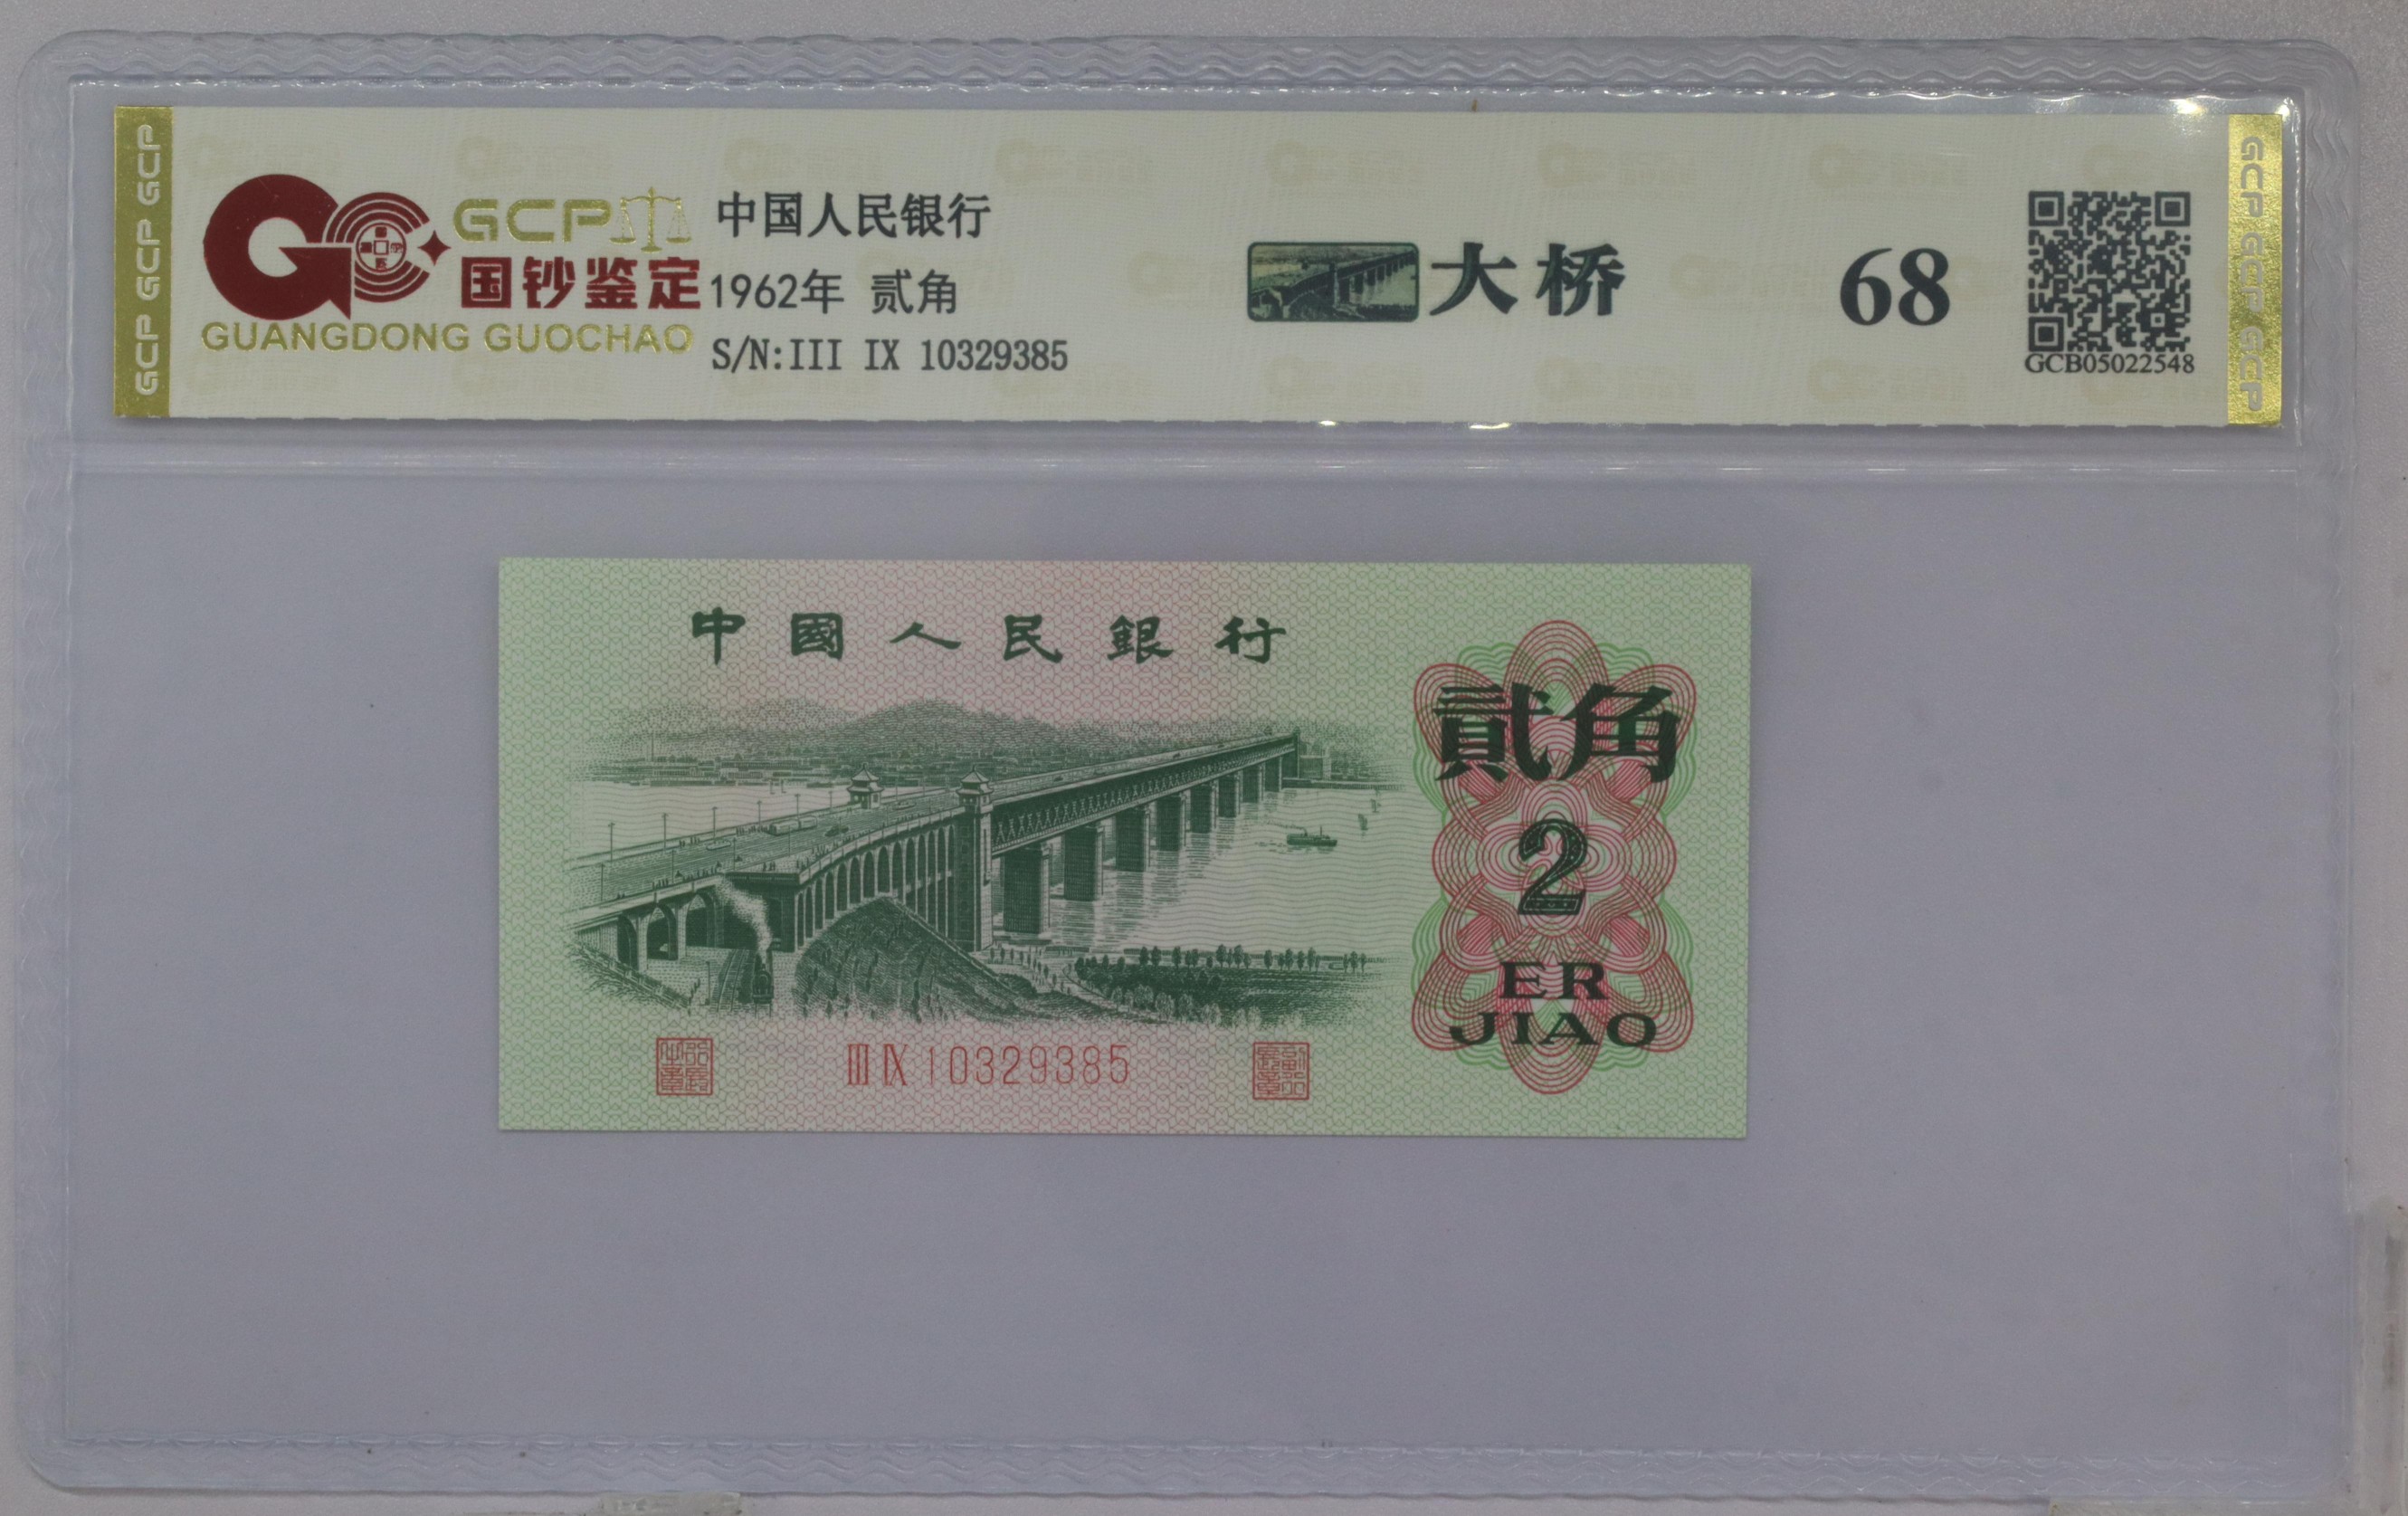 GCP GCP GCP
GCP
国钞鉴定
GUANGDONG GUOCHAO
中国人民银行
1962年 贰角
S/N:III IX 10329385
大桥
68
GCB05022548
GCP GCP GCP
中國人民銀行
貳角
2
ER
JIAO
III IX 10329385